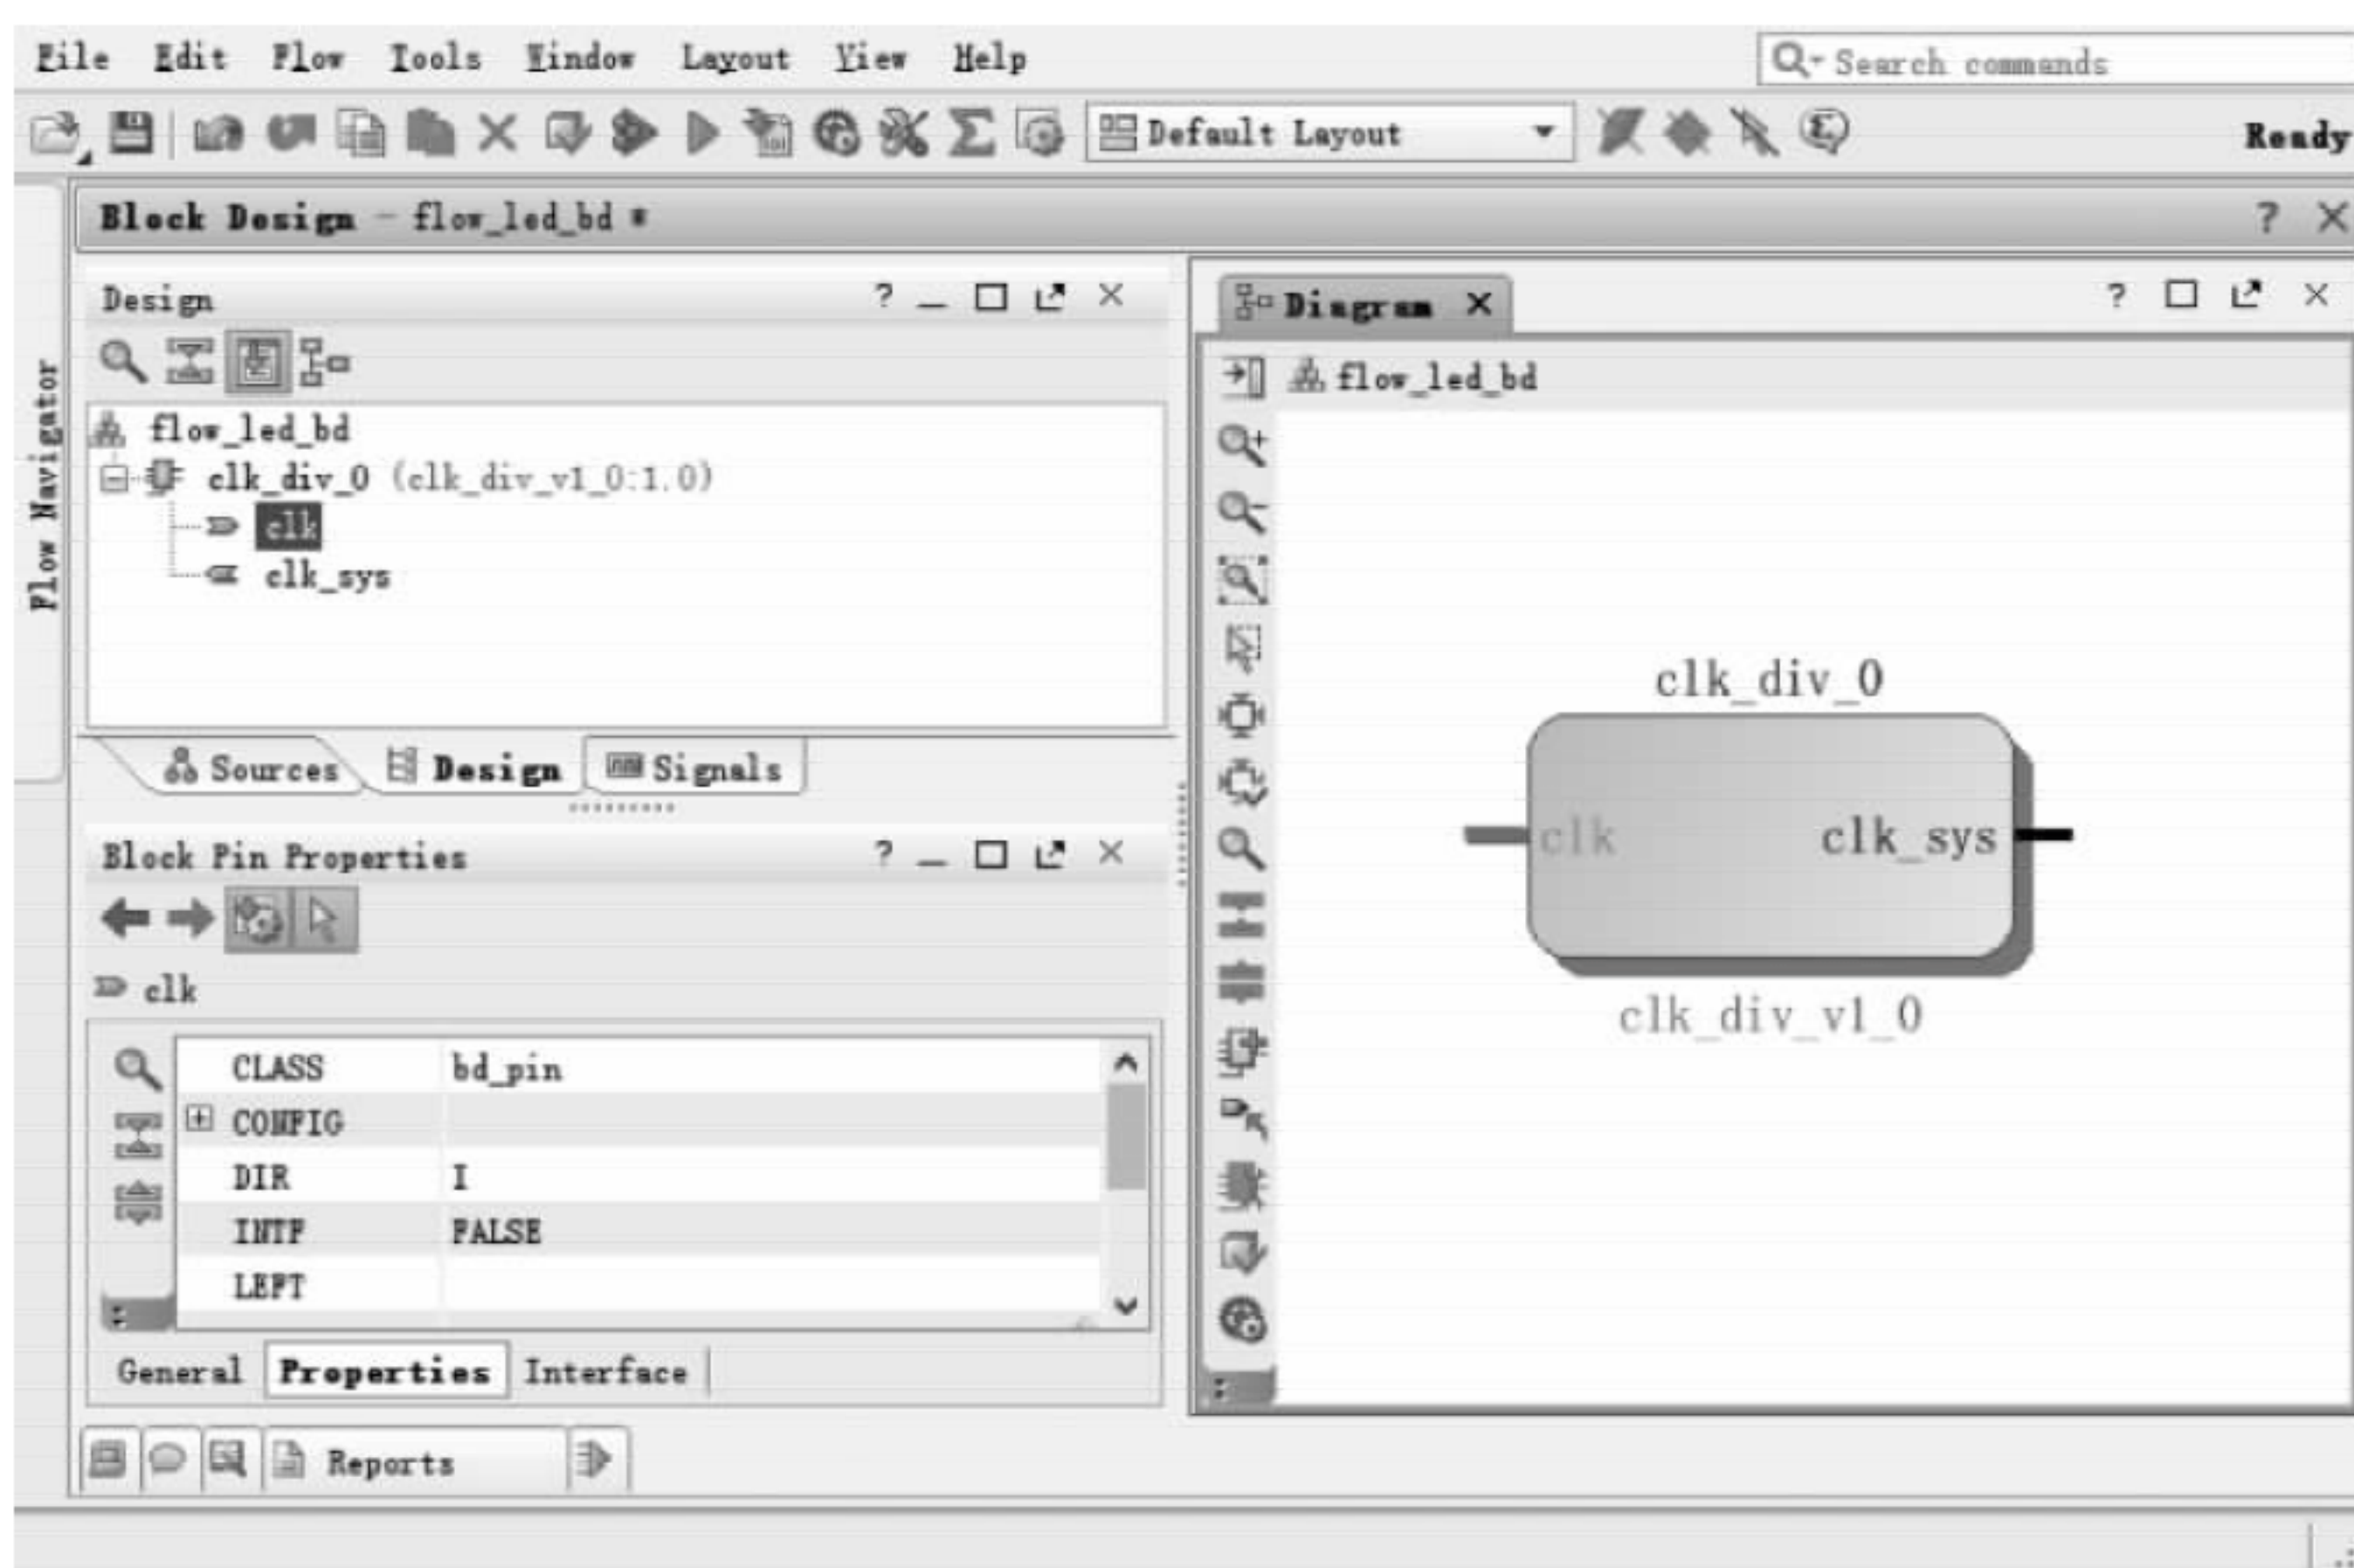 File Edit Flow Tools Window Layout View Help
Search commands
Default Layout
Ready
Block Design - flow_led_bd *
Flow Navigator
Design
flow_led_bd
clk_div_0 (clk_div_v1_0:1.0)
clk
clk_sys
Sources Design Signals
Block Pin Properties
clk
CLASS bd_pin
CONFIG
DIR I
INTF FALSE
LEFT
General Properties Interface
Reports
Diagram
flow_led_bd
clk_div_0
clk clk_sys
clk_div_v1_0